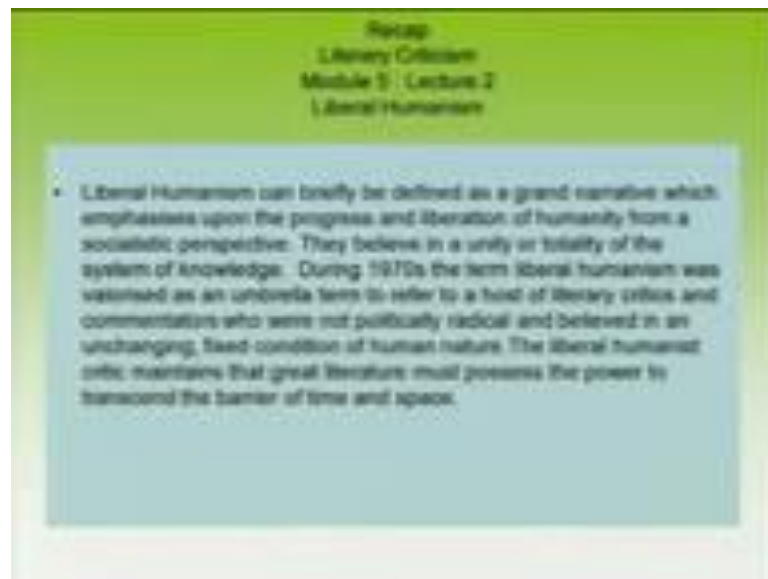 Recap
Literary Criticism
Module 5 Lecture 2
Liberal Humanism
• Liberal Humanism can briefly be defined as a grand narrative which
emphasises upon the progress and liberation of humanity from a
socialistic perspective. They believe in a unity or totality of the
system of knowledge. During 1970s the term liberal humanism was
valorised as an umbrella term to refer to a host of literary critics and
commentators who were not politically radical and believed in an
unchanging, fixed condition of human nature. The liberal humanist
critic maintains that great literature must possess the power to
transcend the barrier of time and space.